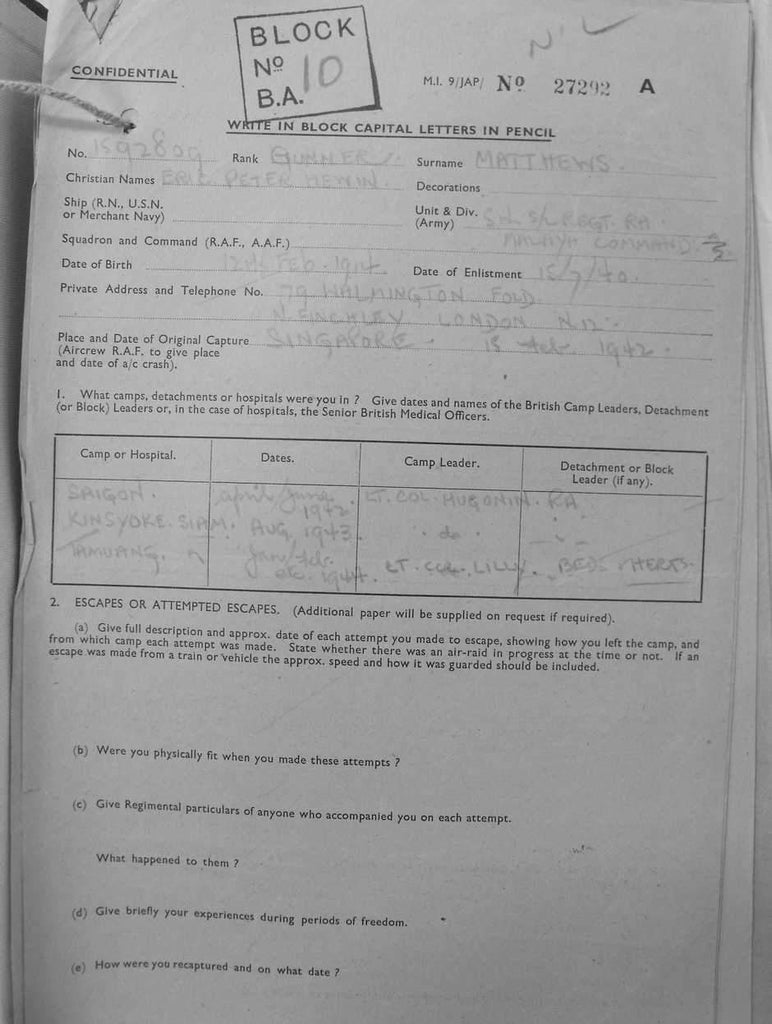 BLOCK
Nº 10
B.A.
CONFIDENTIAL
M.I. 9/JAP/ Nº 27292 A
WRITE IN BLOCK CAPITAL LETTERS IN PENCIL
No. 1592809 Rank GUNNER Surname MATTHEWS.
Christian Names ERIC PETER Decorations
Ship (R.N., U.S.N.
or Merchant Navy)
Unit & Div.
(Army) S/L REGT. RA
MALAYA COMMAND.
Squadron and Command (R.A.F., A.A.F.)
Date of Birth 12th Feb. 1914 Date of Enlistment 15/7/40.
Private Address and Telephone No. 79 WALMINGTON FOLD
N. FINCHLEY LONDON N.12.
Place and Date of Original Capture SINGAPORE. 15 Feb. 1942.
(Aircrew R.A.F. to give place
and date of a/c crash).
1. What camps, detachments or hospitals were you in ? Give dates and names of the British Camp Leaders, Detachment
(or Block) Leaders or, in the case of hospitals, the Senior British Medical Officers.
Camp or Hospital. Dates. Camp Leader. Detachment or Block
Leader (if any).
SAIGON. april/june 1942. LT. COL. HUGONIN. RA.
KINSYOKE. SIAM. AUG, 1943. " do "
TAMUANG. " Jan/Feb. 1944. LT. COL. LILLY. BEDS HERTS.
2. ESCAPES OR ATTEMPTED ESCAPES. (Additional paper will be supplied on request if required).
(a) Give full description and approx. date of each attempt you made to escape, showing how you left the camp, and
from which camp each attempt was made. State whether there was an air-raid in progress at the time or not. If an
escape was made from a train or vehicle the approx. speed and how it was guarded should be included.
(b) Were you physically fit when you made these attempts ?
(c) Give Regimental particulars of anyone who accompanied you on each attempt.
What happened to them ?
(d) Give briefly your experiences during periods of freedom.
(e) How were you recaptured and on what date ?